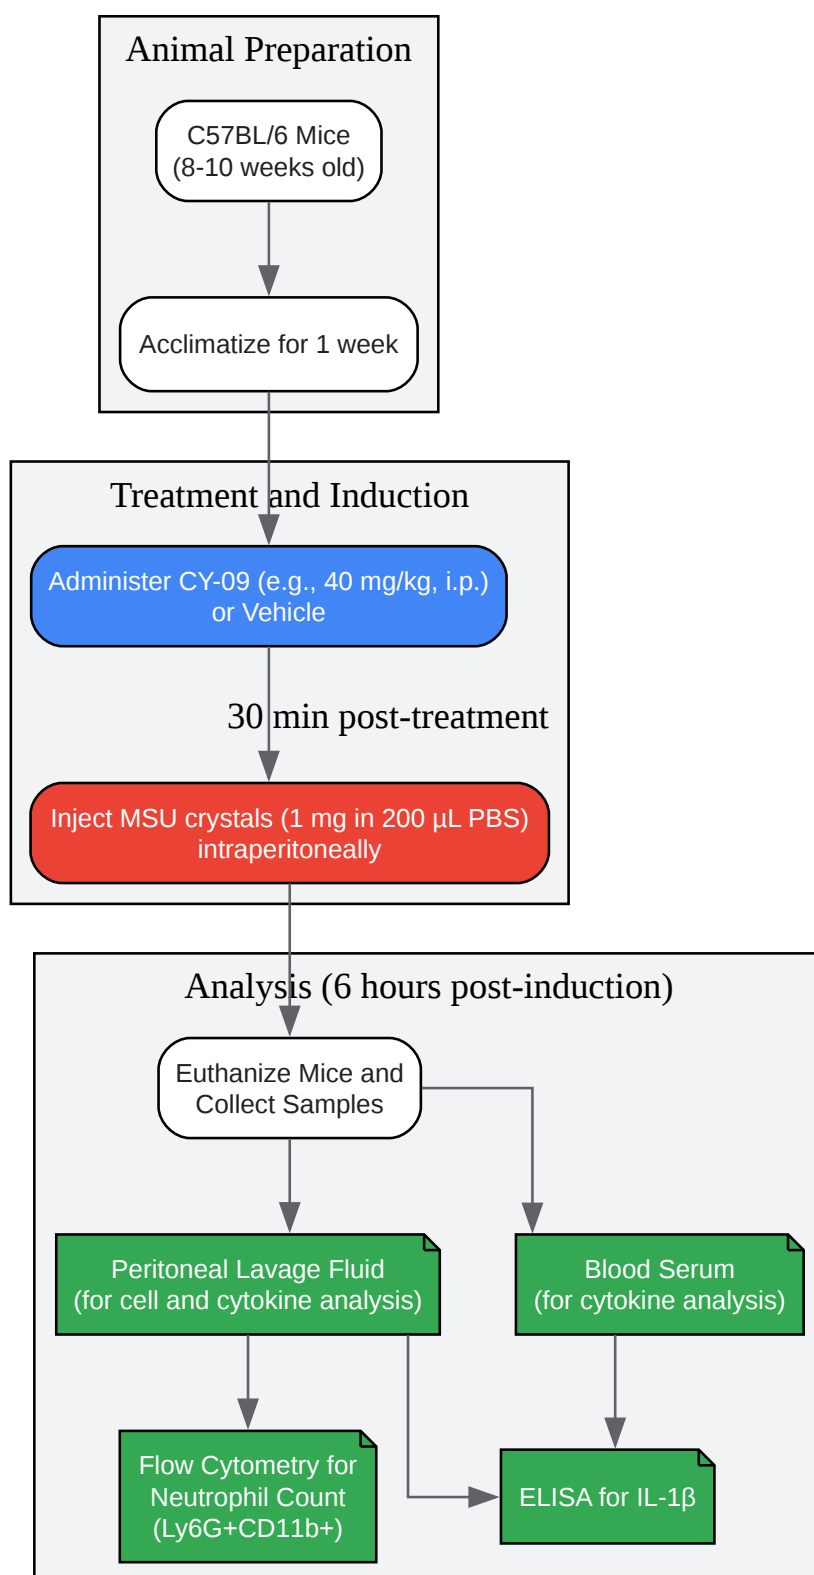 Animal Preparation
C57BL/6 Mice
(8-10 weeks old)
Acclimatize for 1 week
Treatment and Induction
Administer CY-09 (e.g., 40 mg/kg, i.p.)
or Vehicle
30 min post-treatment
Inject MSU crystals (1 mg in 200 µL PBS)
intraperitoneally
Analysis (6 hours post-induction)
Euthanize Mice and
Collect Samples
Peritoneal Lavage Fluid
(for cell and cytokine analysis)
Blood Serum
(for cytokine analysis)
Flow Cytometry for
Neutrophil Count
(Ly6G+CD11b+)
ELISA for IL-1β